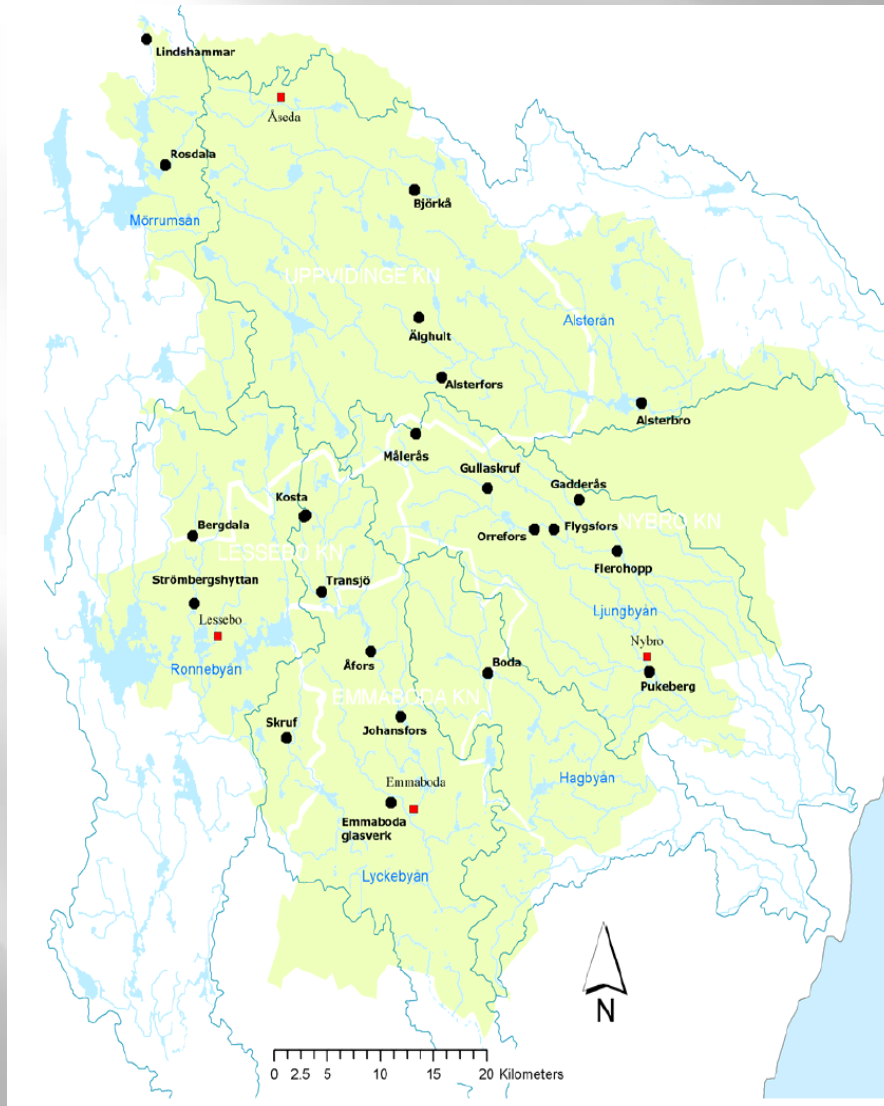 Lindshammar
Åseda
Rosdala
Björkå
Mörrumsån
UPPVIDINGE KN
Älghult
Alsterån
Alsterfors
Alsterbro
Målerås
Gullaskruf
Gadderås
Kosta
Bergdala
Orrefors
Flygsfors
NYBRO KN
LESSEBO KN
Flerohopp
Strömbergshyttan
Transjö
Lessebo
Ljungbyån
Nybro
Åfors
Boda
Ronnebyån
Pukeberg
EMMABODA KN
Skruf
Johansfors
Emmaboda
Hagbyån
Emmaboda
glasverk
Lyckebyån
N
0 2.5 5 10 15 20 Kilometers